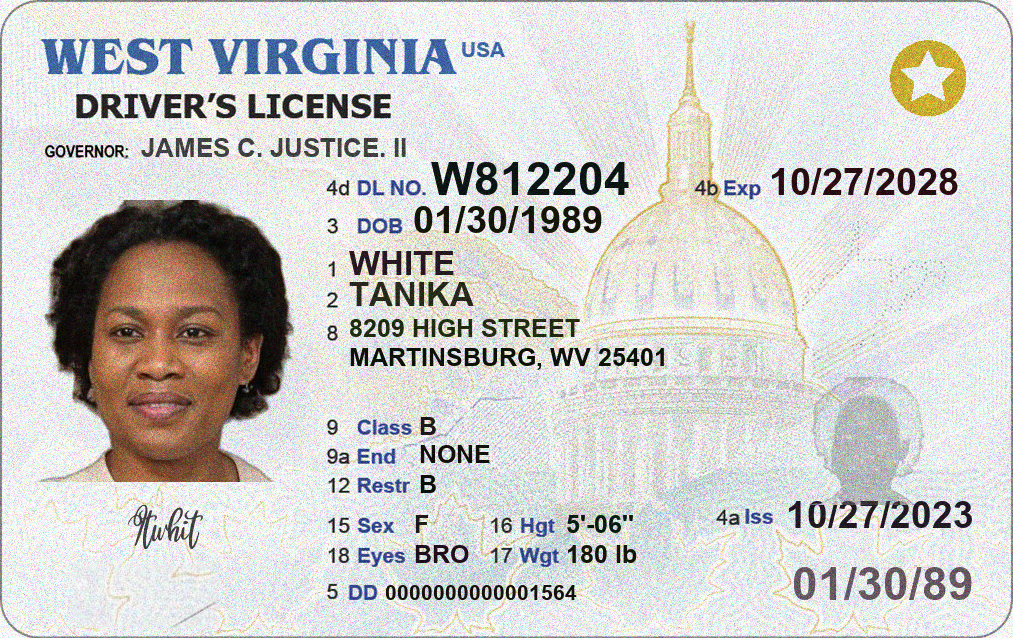 WEST VIRGINIA USA
DRIVER'S LICENSE
GOVERNOR: JAMES C. JUSTICE. II
4d DL NO. W812204 4b Exp 10/27/2028
3 DOB 01/30/1989
1 WHITE
2 TANIKA
8 8209 HIGH STREET
MARTINSBURG, WV 25401
9 Class B
9a End NONE
12 Restr B
15 Sex F 16 Hgt 5'-06" 4a Iss 10/27/2023
18 Eyes BRO 17 Wgt 180 lb
5 DD 0000000000001564
01/30/89